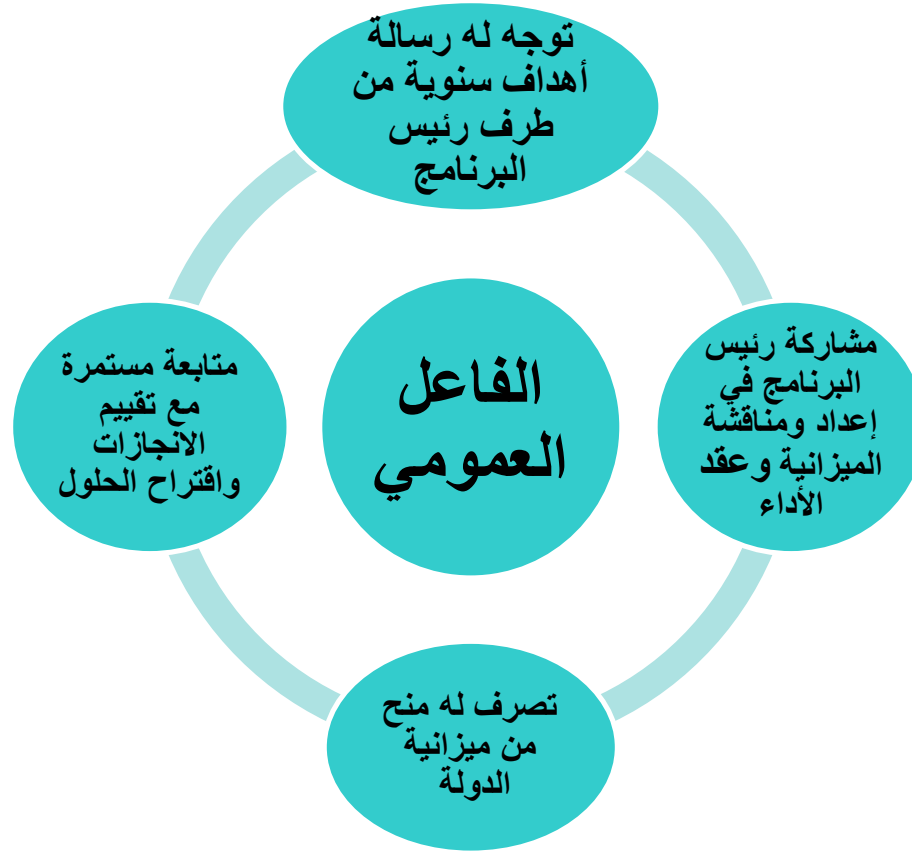 توجه له رسالة
أهداف سنوية من
طرف رئيس
البرنامج
مشاركة رئيس
البرنامج في
إعداد ومناقشة
الميزانية وعقد
الأداء
الفاعل
العمومي
متابعة مستمرة
مع تقييم
الانجازات
واقتراح الحلول
تصرف له منح
من ميزانية
الدولة